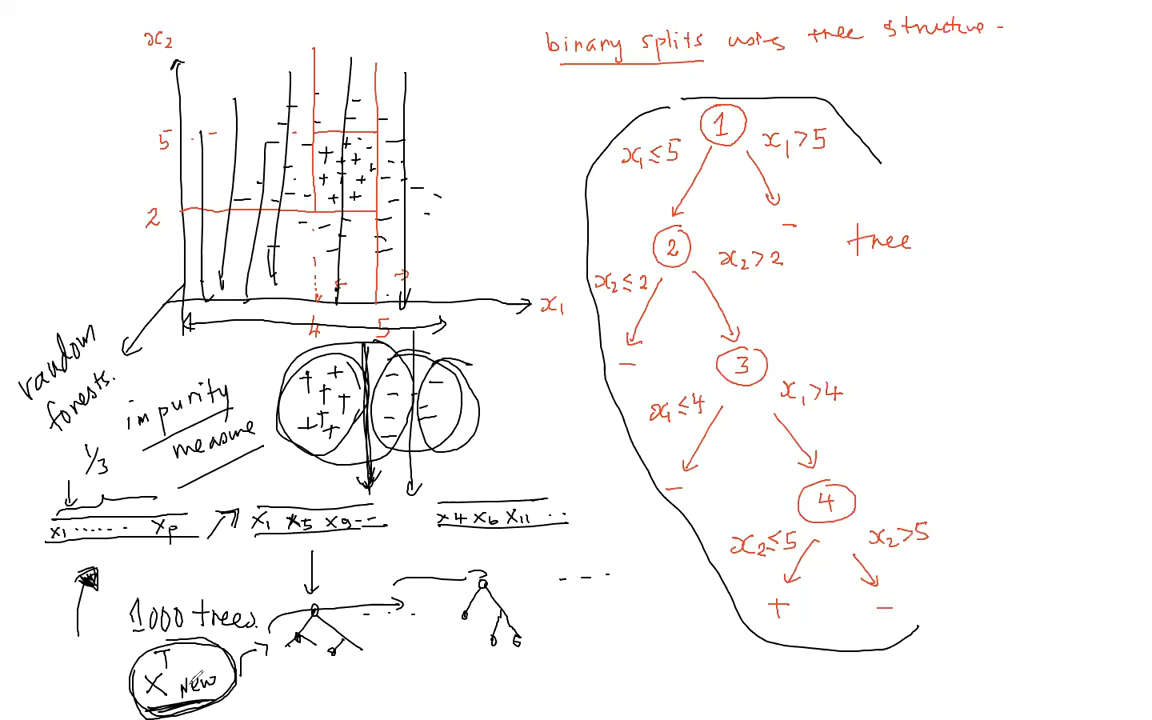 binary splits using tree structure
x2
5
2
4
5
x1
1
x1 ≤ 5
x1 > 5
-
2
x2 ≤ 2
x2 > 2
tree
-
3
x1 ≤ 4
x1 > 4
-
4
x2 ≤ 5
x2 > 5
+
-
random
forests.
impurity
measure
1/3
x1 ....... xp
x1 x5 x9 --
x4 x6 x11 ..
1000 trees.
X T New